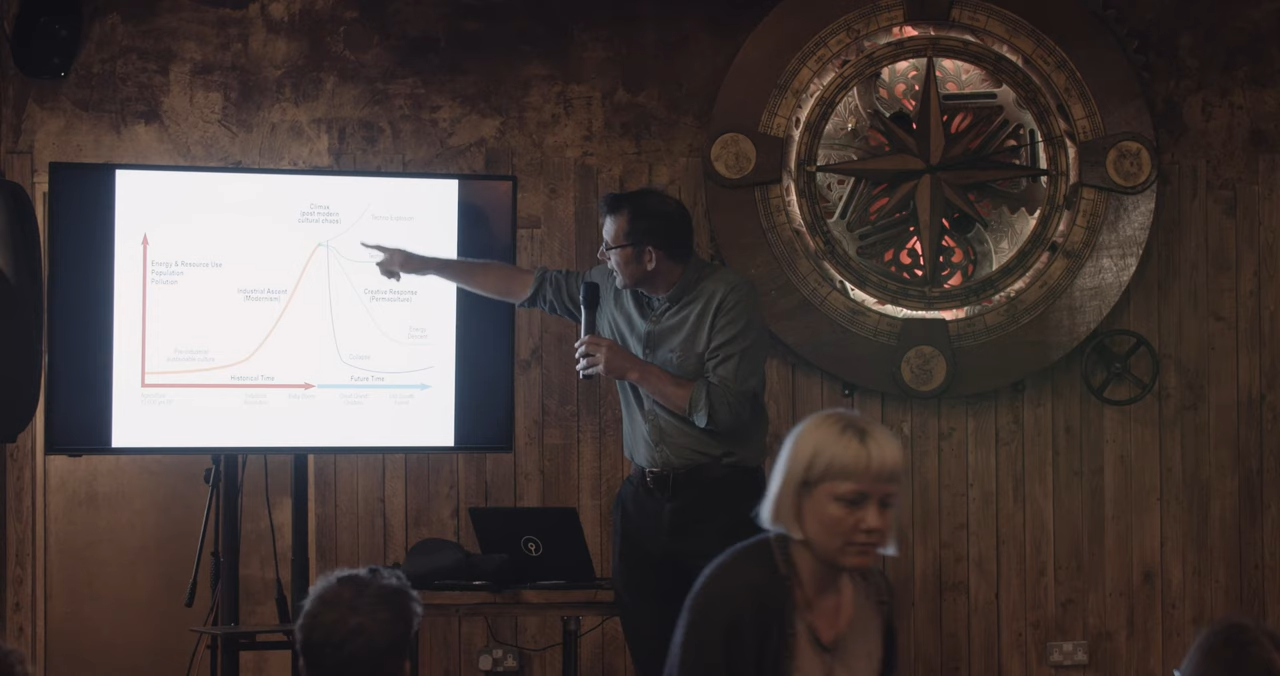 Climax
(post modern
cultural chaos)
Techno Explosion
Energy & Resource Use
Population
Pollution
Industrial Ascent
(Modernism)
Creative Response
(Permaculture)
Energy
Descent
Pre-industrial
sustainable culture
Collapse
Historical Time
Future Time